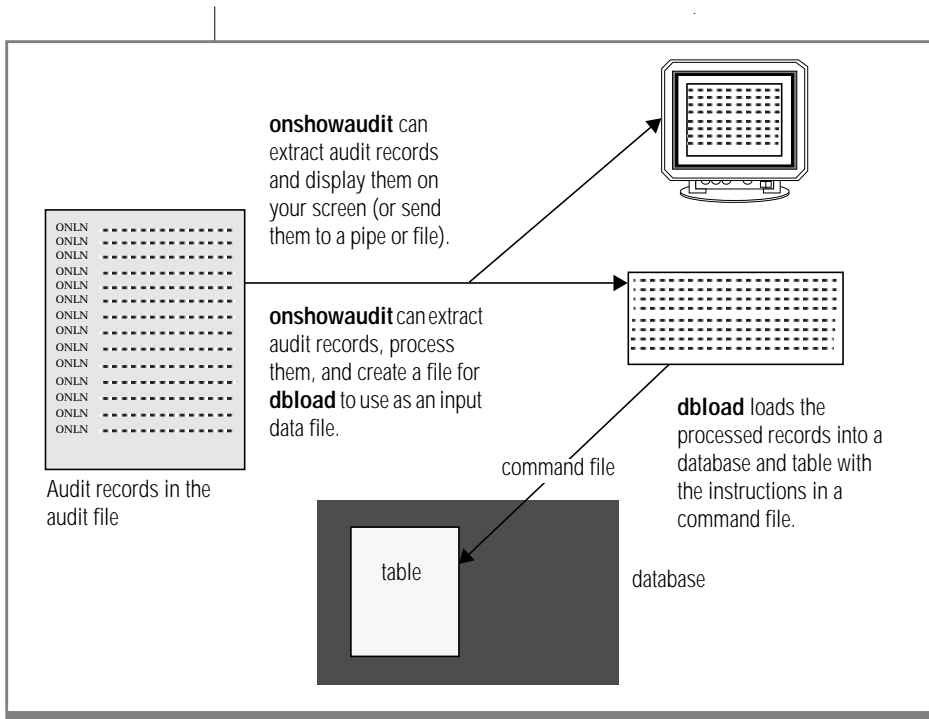 onshowaudit can
extract audit records
and display them on
your screen (or send
them to a pipe or file).
ONLN
ONLN
ONLN
ONLN
ONLN
ONLN
ONLN
ONLN
ONLN
ONLN
ONLN
ONLN
ONLN
ONLN
Audit records in the
audit file
onshowaudit can extract
audit records, process
them, and create a file for
dbload to use as an input
data file.
dbload loads the
processed records into a
database and table with
the instructions in a
command file.
command file
table
database